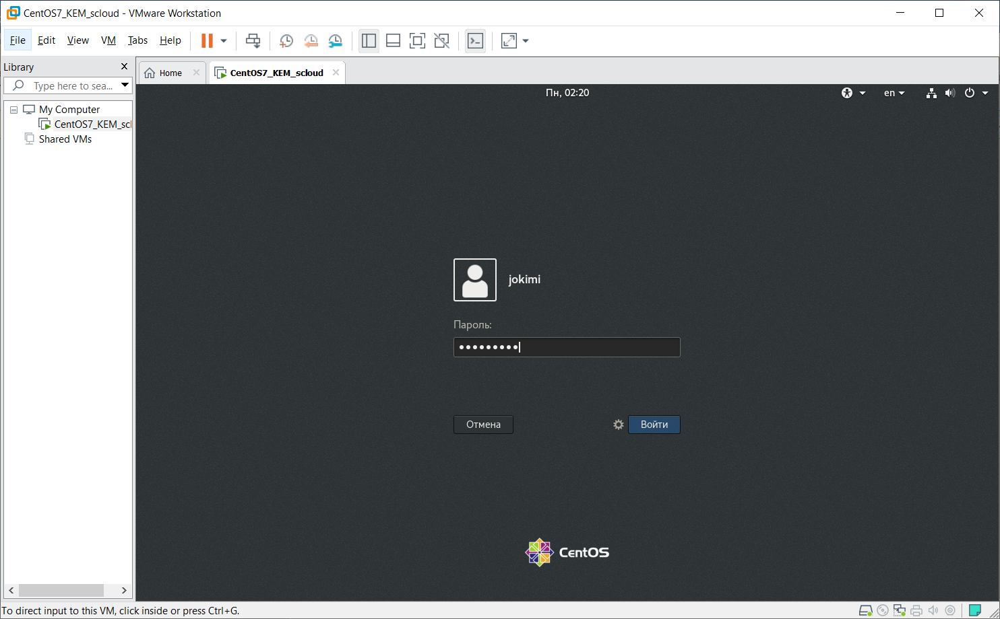 CentOS7_KEM_scloud - VMware Workstation
File Edit View VM Tabs Help
Library
Home
CentOS7_KEM_scloud
Type here to sea...
Пн, 02:20
en
My Computer
CentOS7_KEM_scl
Shared VMs
jokimi
Пароль:
Отмена
Войти
CentOS
To direct input to this VM, click inside or press Ctrl+G.